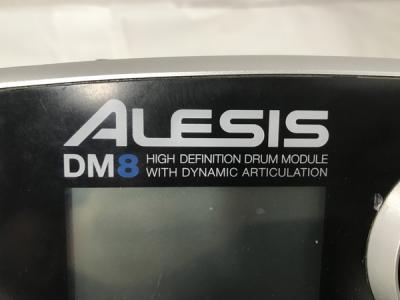 ALESIS
DM8 HIGH DEFINITION DRUM MODULE
WITH DYNAMIC ARTICULATION